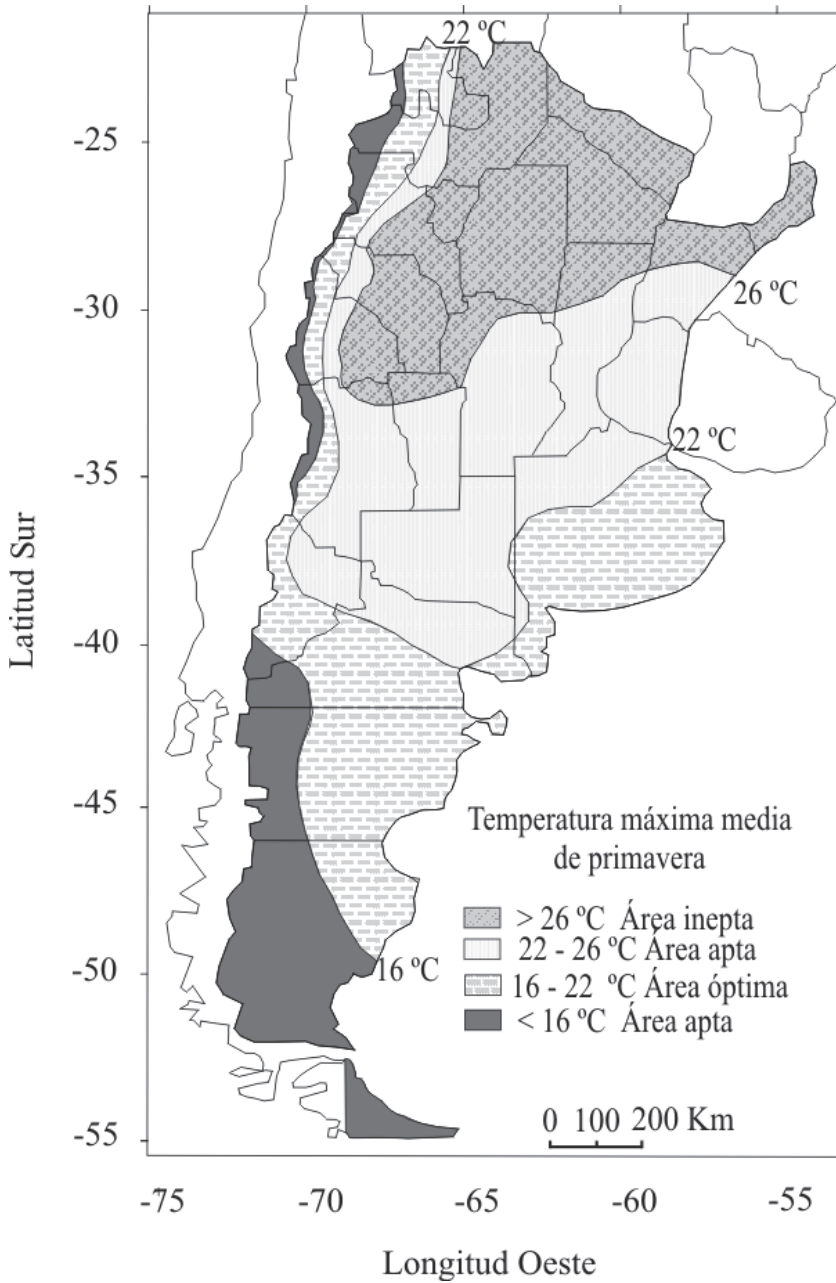 22 ºC
-25
-30
26 ºC
22 ºC
-35
Latitud Sur
-40
-45
Temperatura máxima media
de primavera
> 26 ºC Área inepta
22 - 26 ºC Área apta
16 - 22 ºC Área óptima
< 16 ºC Área apta
-50
16 ºC
0 100 200 Km
-55
-75 -70 -65 -60 -55
Longitud Oeste